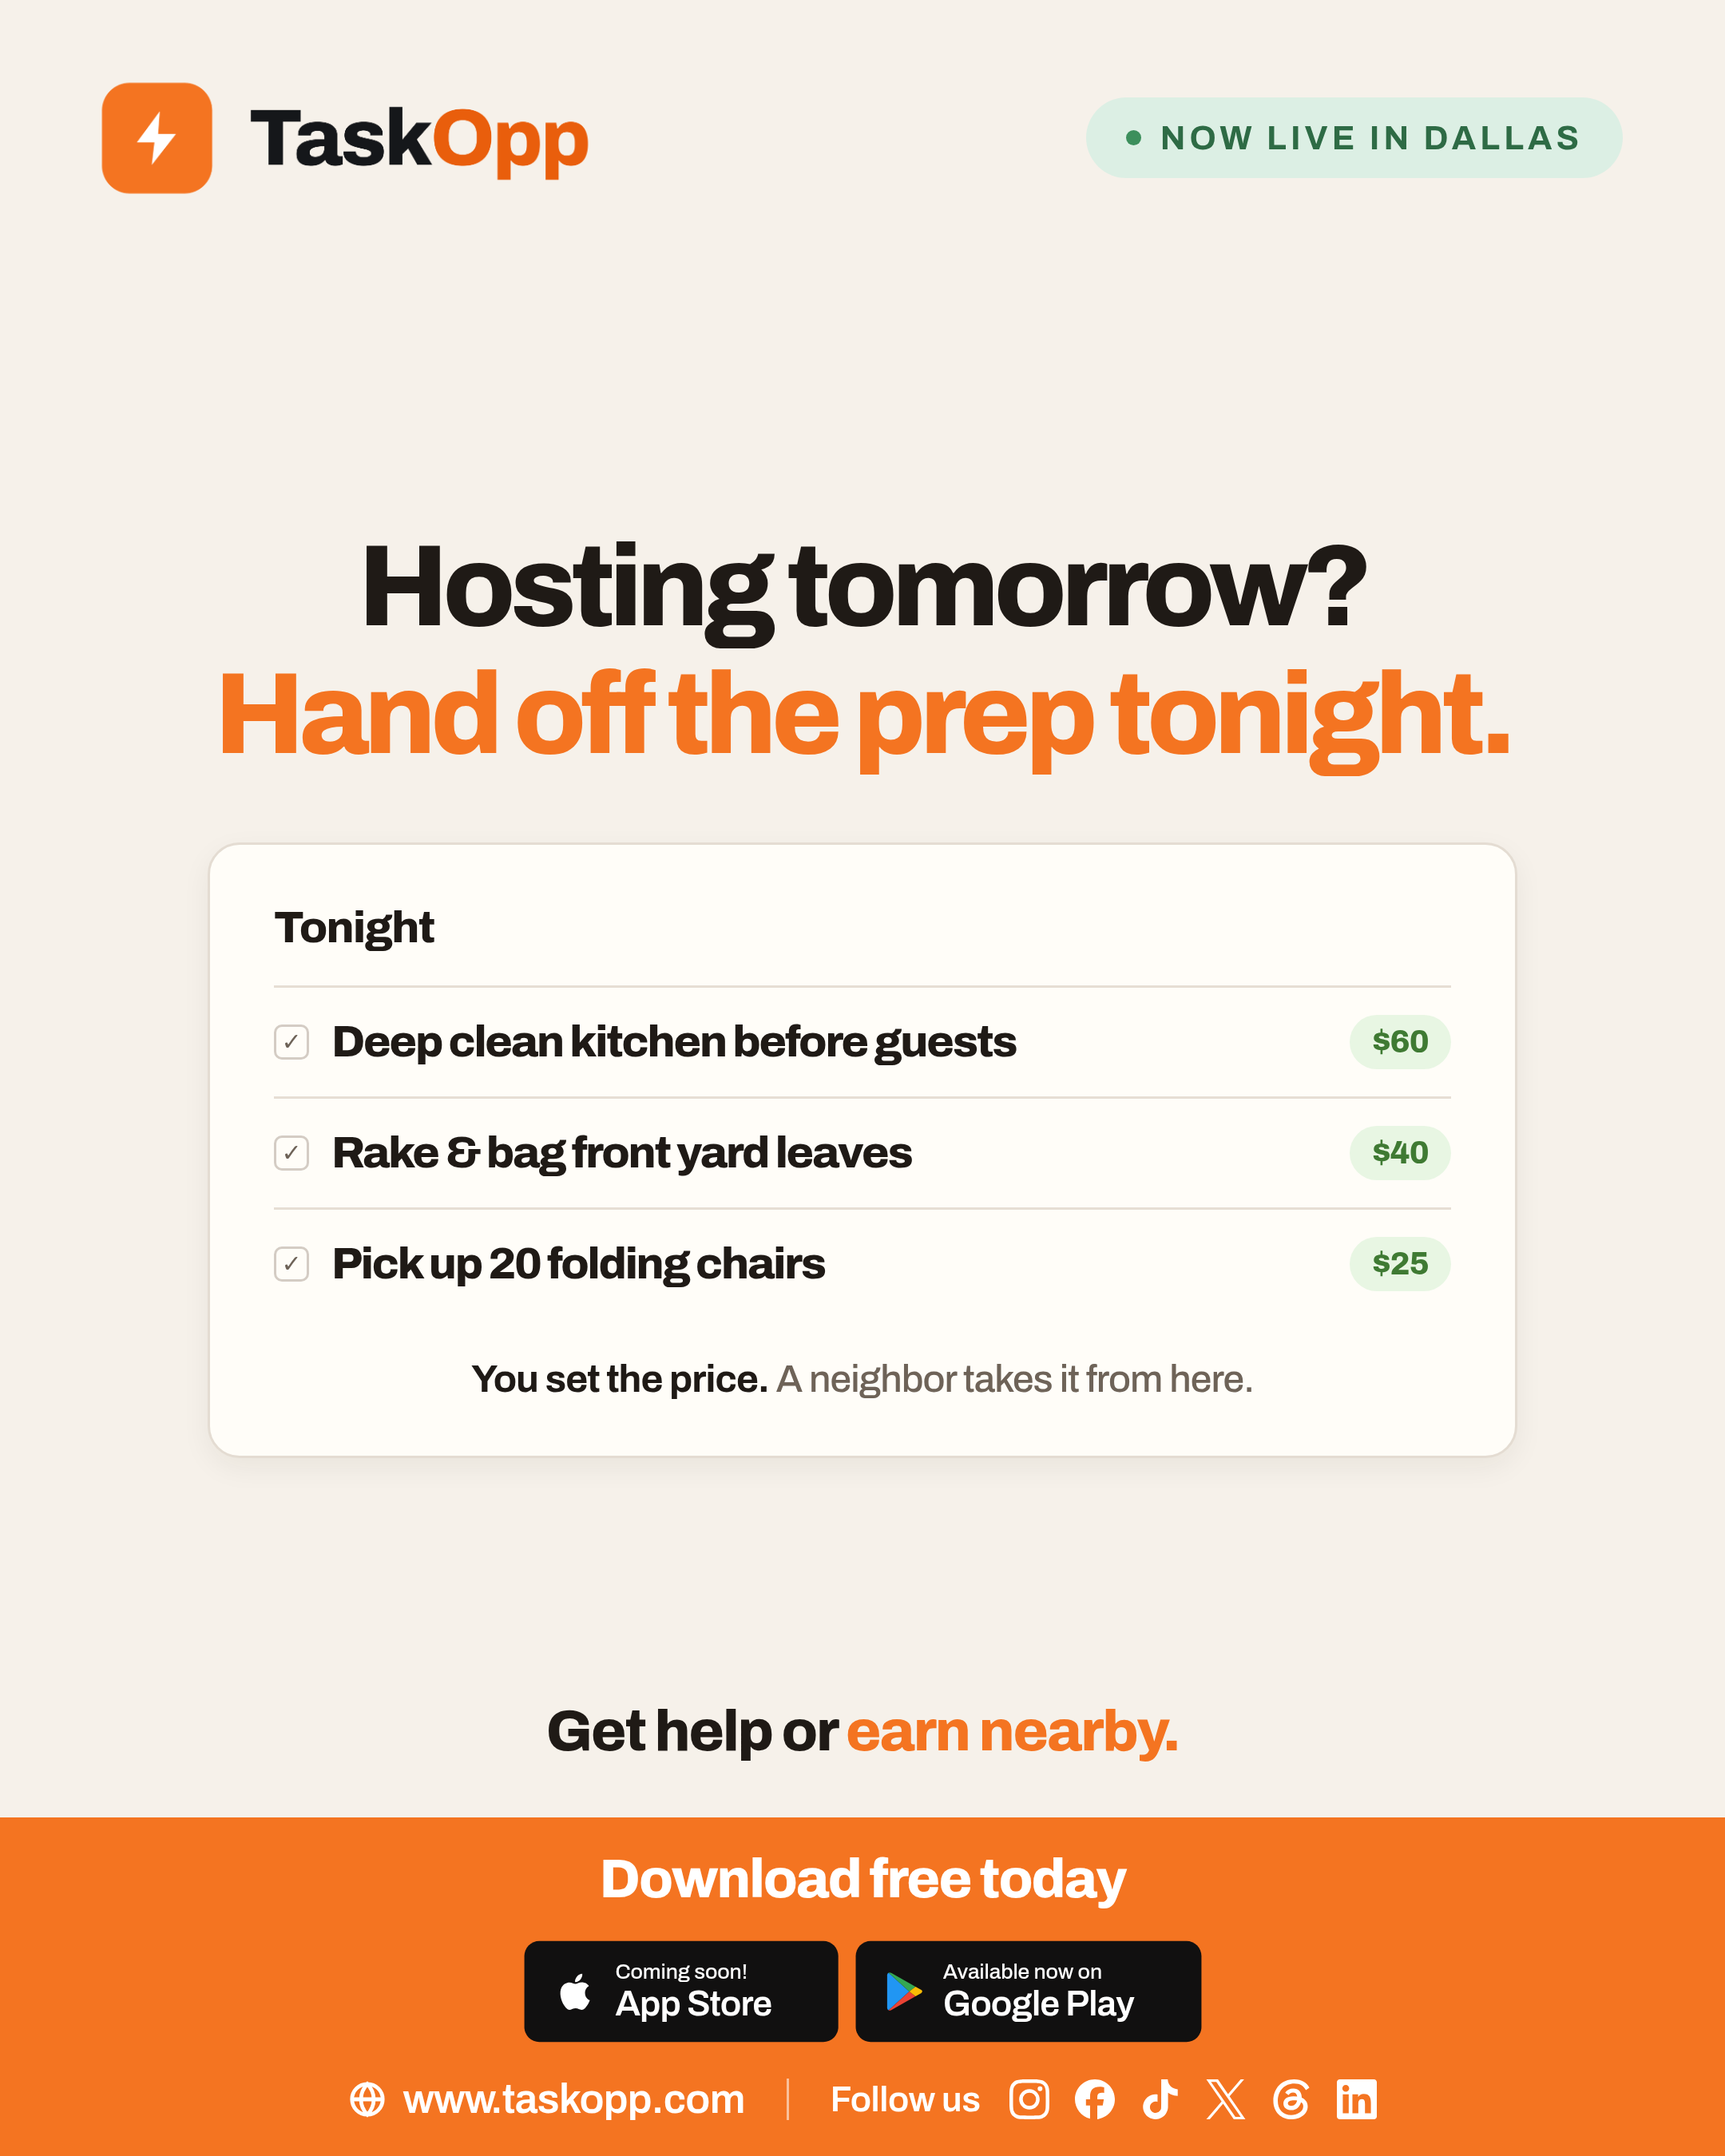 TaskOpp
NOW LIVE IN DALLAS
Hosting tomorrow?
Hand off the prep tonight.
Tonight
✓ Deep clean kitchen before guests $60
✓ Rake & bag front yard leaves $40
✓ Pick up 20 folding chairs $25
You set the price. A neighbor takes it from here.
Get help or earn nearby.
Download free today
Coming soon!
App Store
Available now on
Google Play
www.taskopp.com
Follow us